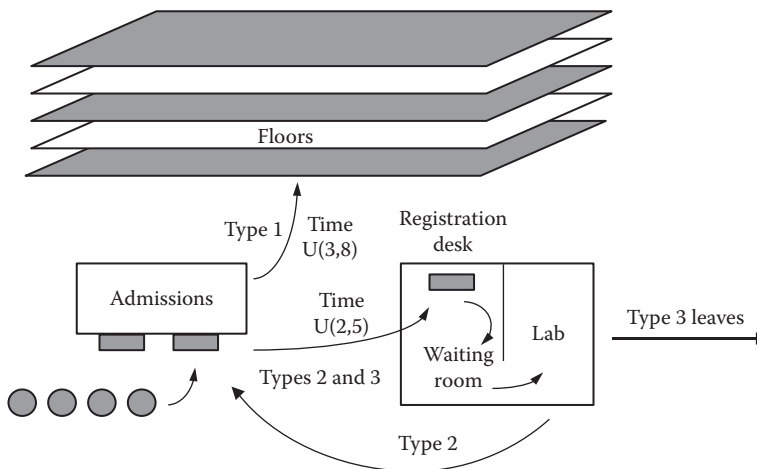 Floors
Type 1
Time
U(3,8)
Registration
desk
Admissions
Time
U(2,5)
Types 2 and 3
Waiting
room
Lab
Type 3 leaves
Type 2